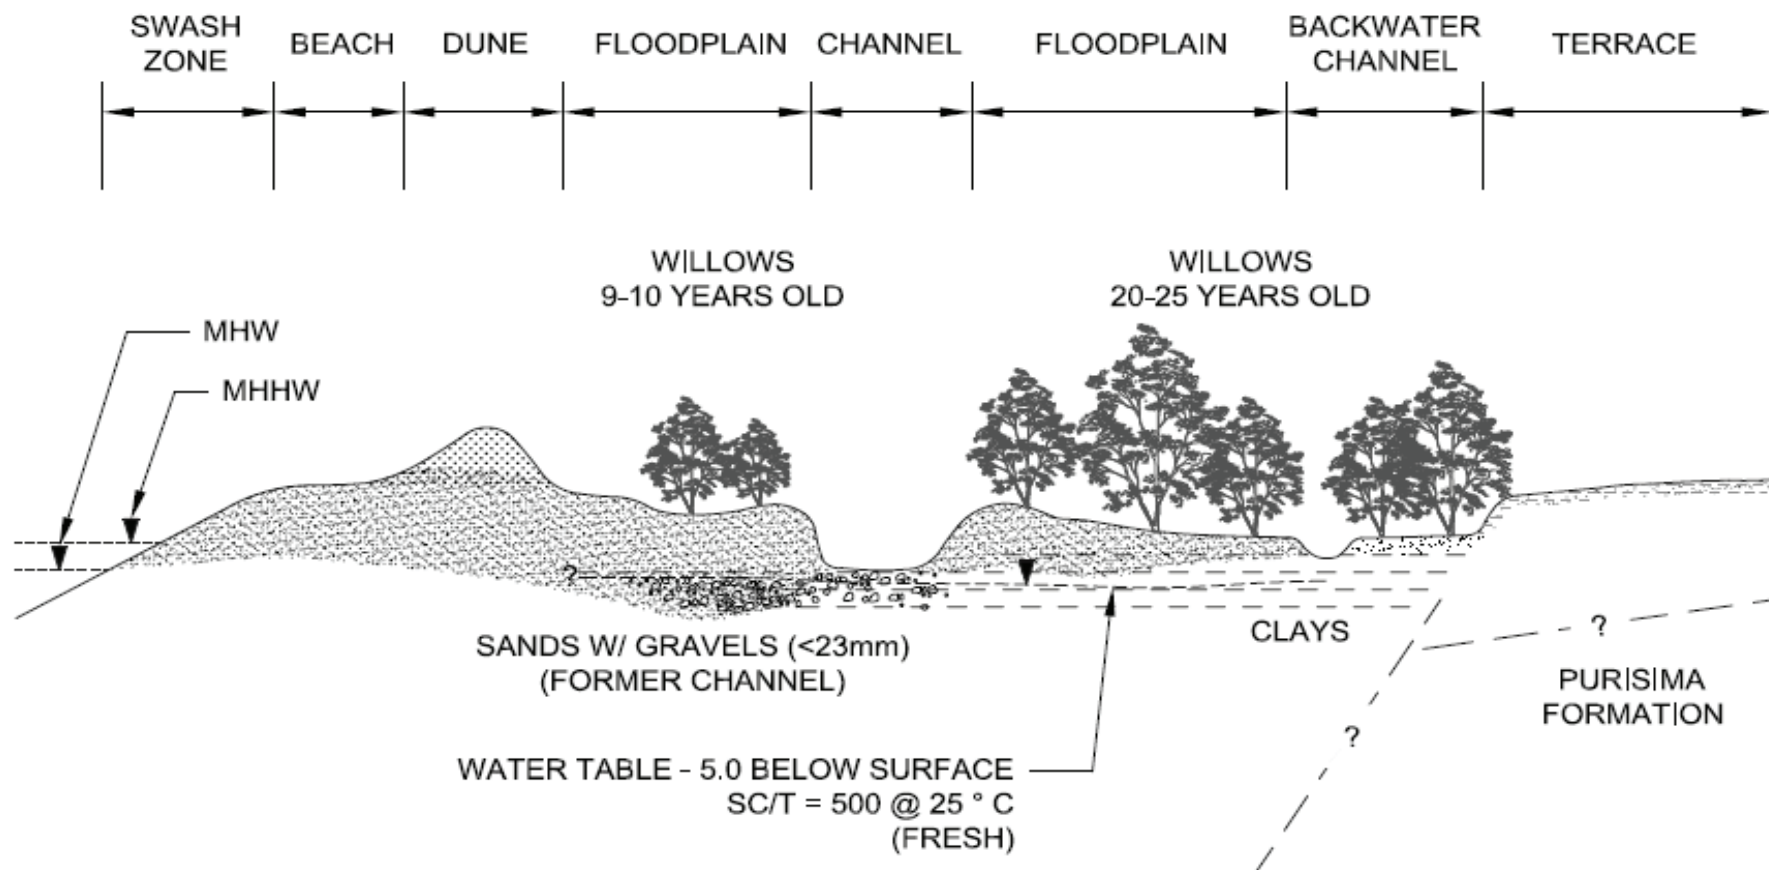 SWASH
ZONE
BEACH
DUNE
FLOODPLAIN
CHANNEL
FLOODPLAIN
BACKWATER
CHANNEL
TERRACE
WILLOWS
9-10 YEARS OLD
WILLOWS
20-25 YEARS OLD
MHW
MHHW
?
SANDS W/ GRAVELS (<23mm)
(FORMER CHANNEL)
CLAYS
?
PURISIMA
FORMATION
?
WATER TABLE - 5.0 BELOW SURFACE
SC/T = 500 @ 25 ° C
(FRESH)